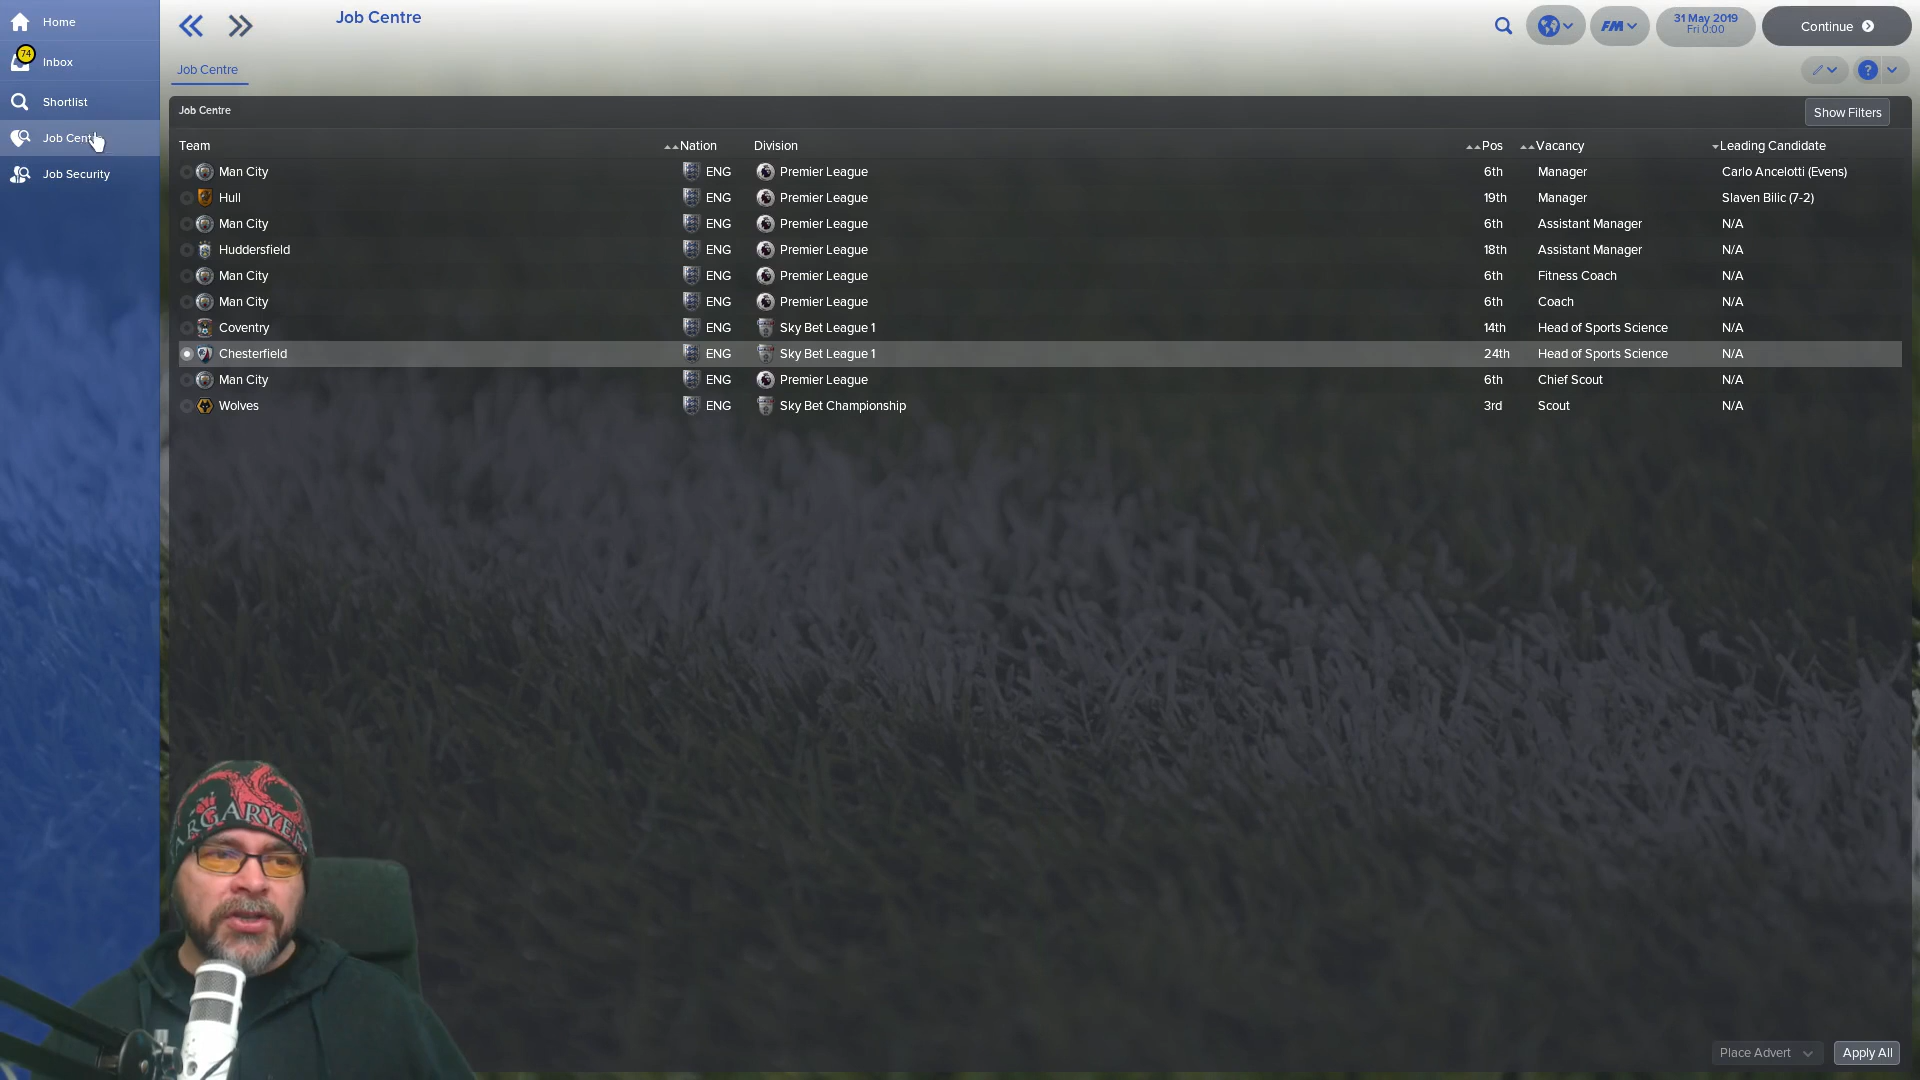 Home
Job Centre
31 May 2019
Fri 0:00
Continue
74
Inbox
Job Centre
?
Shortlist
Job Centre
Show Filters
Job Cent
Team Nation Division Pos Vacancy Leading Candidate
Man City ENG Premier League 6th Manager Carlo Ancelotti (Evens)
Job Security
Hull ENG Premier League 19th Manager Slaven Bilic (7-2)
Man City ENG Premier League 6th Assistant Manager N/A
Huddersfield ENG Premier League 18th Assistant Manager N/A
Man City ENG Premier League 6th Fitness Coach N/A
Man City ENG Premier League 6th Coach N/A
Coventry ENG Sky Bet League 1 14th Head of Sports Science N/A
Chesterfield ENG Sky Bet League 1 24th Head of Sports Science N/A
Man City ENG Premier League 6th Chief Scout N/A
Wolves ENG Sky Bet Championship 3rd Scout N/A
FM
RGARYE
Place Advert Apply All